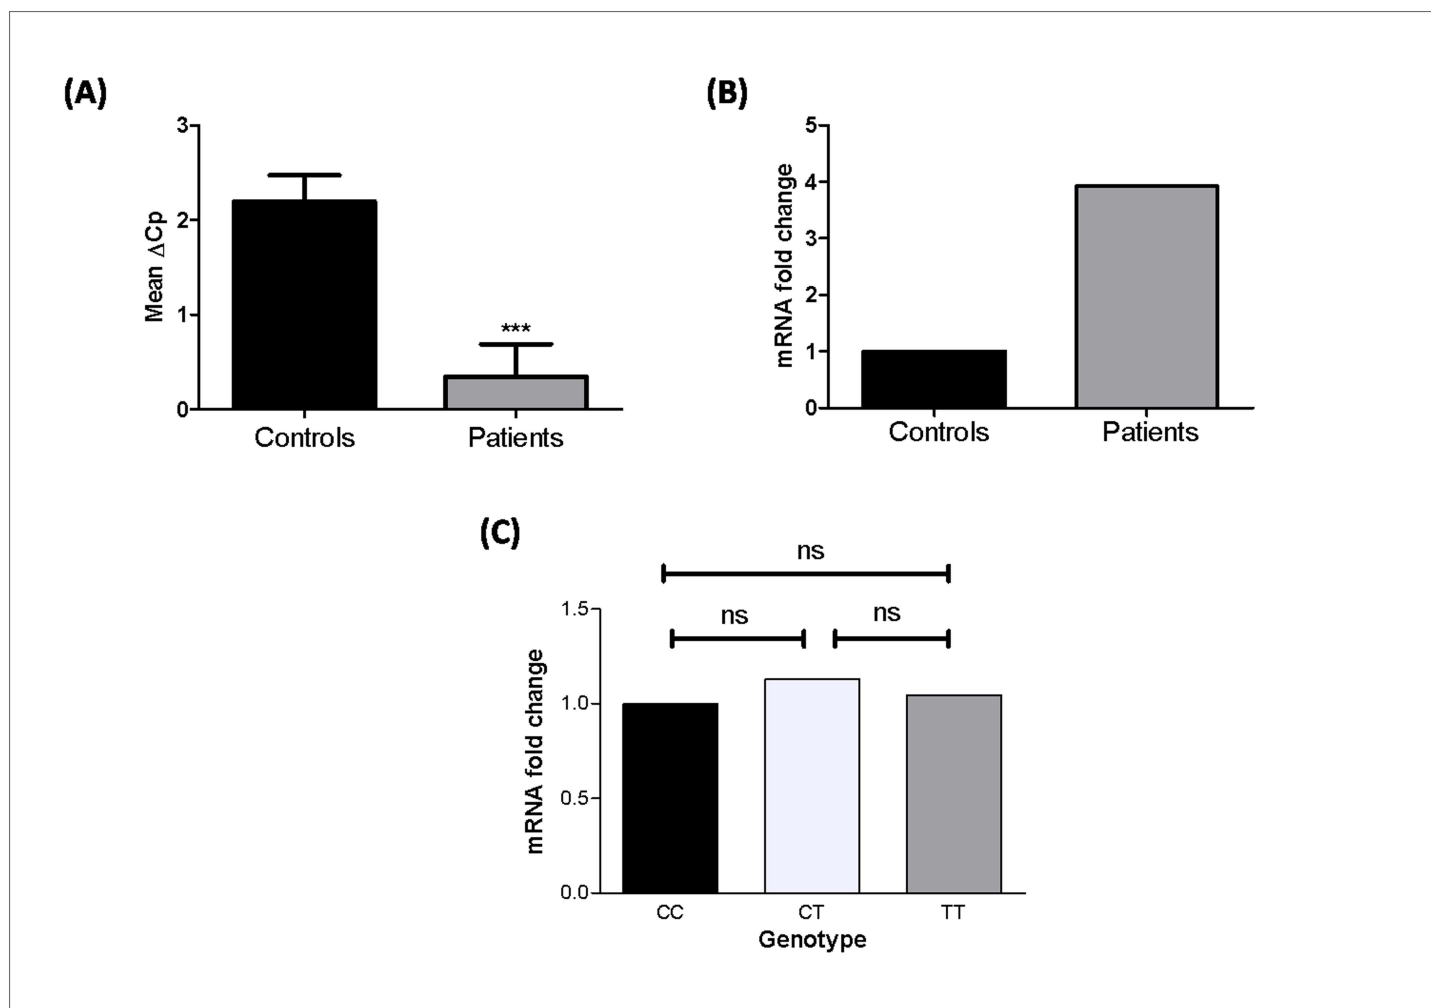 (A)
3
2
1
0
Mean ΔCp
***
Controls
Patients
(B)
5
4
3
2
1
0
mRNA fold change
Controls
Patients
(C)
ns
ns
ns
1.5
1.0
0.5
0.0
mRNA fold change
CC
CT
TT
Genotype